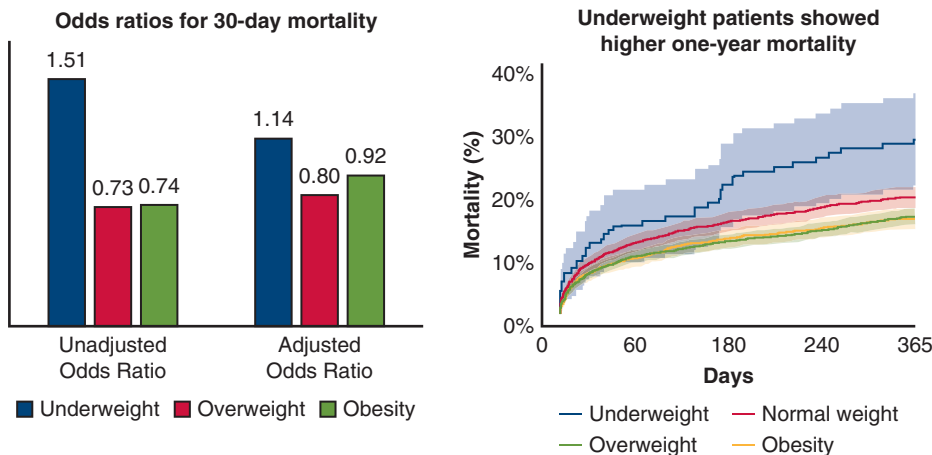 Odds ratios for 30-day mortality
1.51
0.73
0.74
1.14
0.80
0.92
Unadjusted
Odds Ratio
Adjusted
Odds Ratio
Underweight Overweight Obesity
Underweight patients showed
higher one-year mortality
Mortality (%)
40%
30%
20%
10%
0%
0 60 180 240 365
Days
Underweight Normal weight
Overweight Obesity